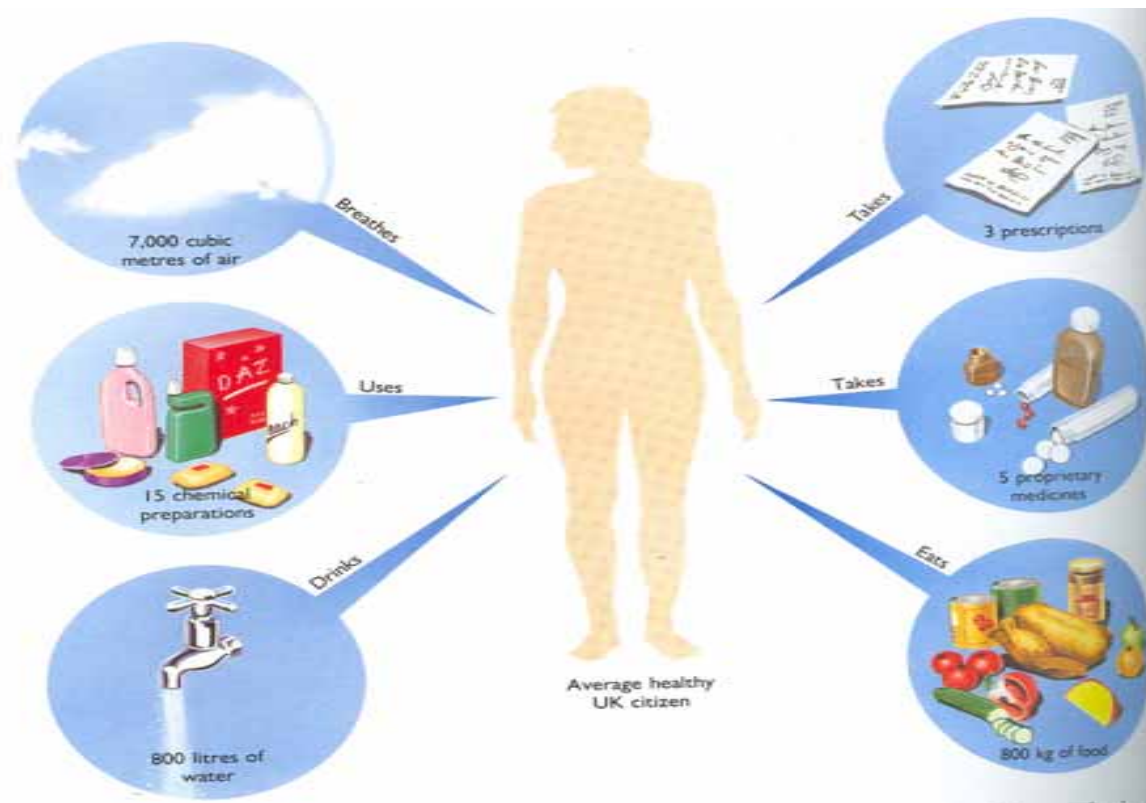 Breathes
7,000 cubic
metres of air
Uses
DAZ
15 chemical
preparations
Drinks
800 litres of
water
Average healthy
UK citizen
Takes
3 prescriptions
Takes
5 proprietary
medicines
Eats
800 kg of food